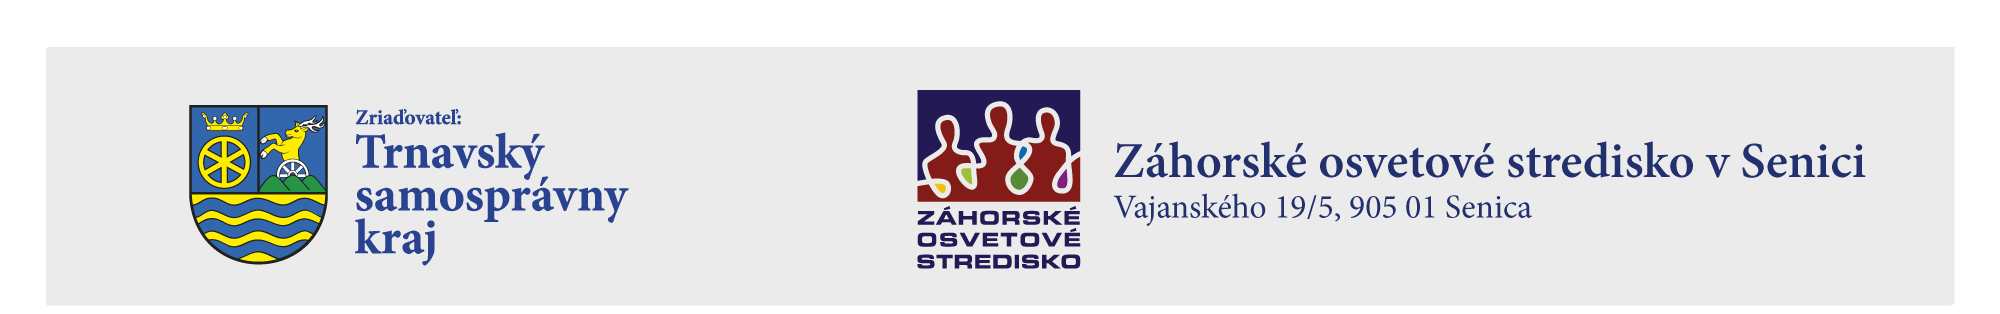 Zriaďovateľ:
Trnavský
samosprávny
kraj
ZÁHORSKÉ
OSVETOVÉ
STREDISKO
Záhorské osvetové stredisko v Senici
Vajanského 19/5, 905 01 Senica